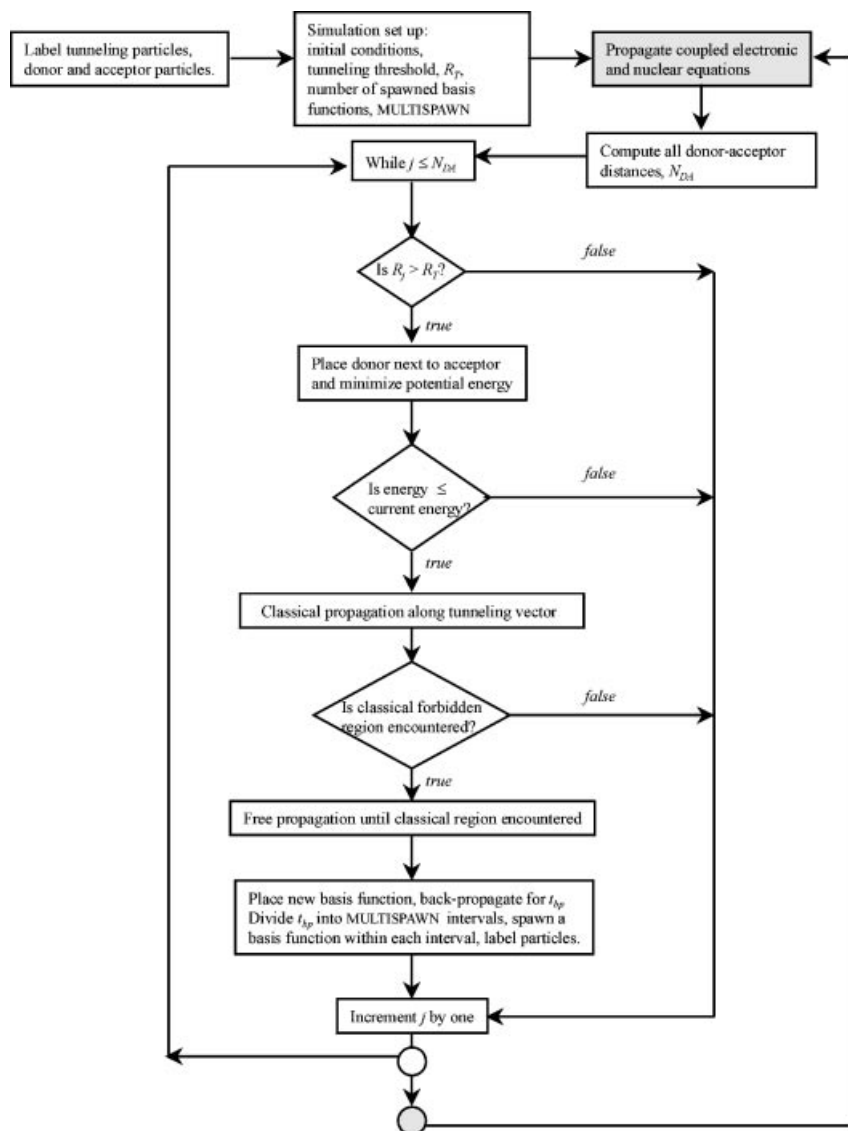 Label tunneling particles,
donor and acceptor particles.
Simulation set up:
initial conditions,
tunneling threshold, R_T,
number of spawned basis
functions, MULTISPAWN
Propagate coupled electronic
and nuclear equations
Compute all donor-acceptor
distances, N_DA
While j ≤ N_DA
Is R_j > R_T?
false
true
Place donor next to acceptor
and minimize potential energy
Is energy ≤
current energy?
false
true
Classical propagation along tunneling vector
Is classical forbidden
region encountered?
false
true
Free propagation until classical region encountered
Place new basis function, back-propagate for t_bp
Divide t_bp into MULTISPAWN intervals, spawn a
basis function within each interval, label particles.
Increment j by one